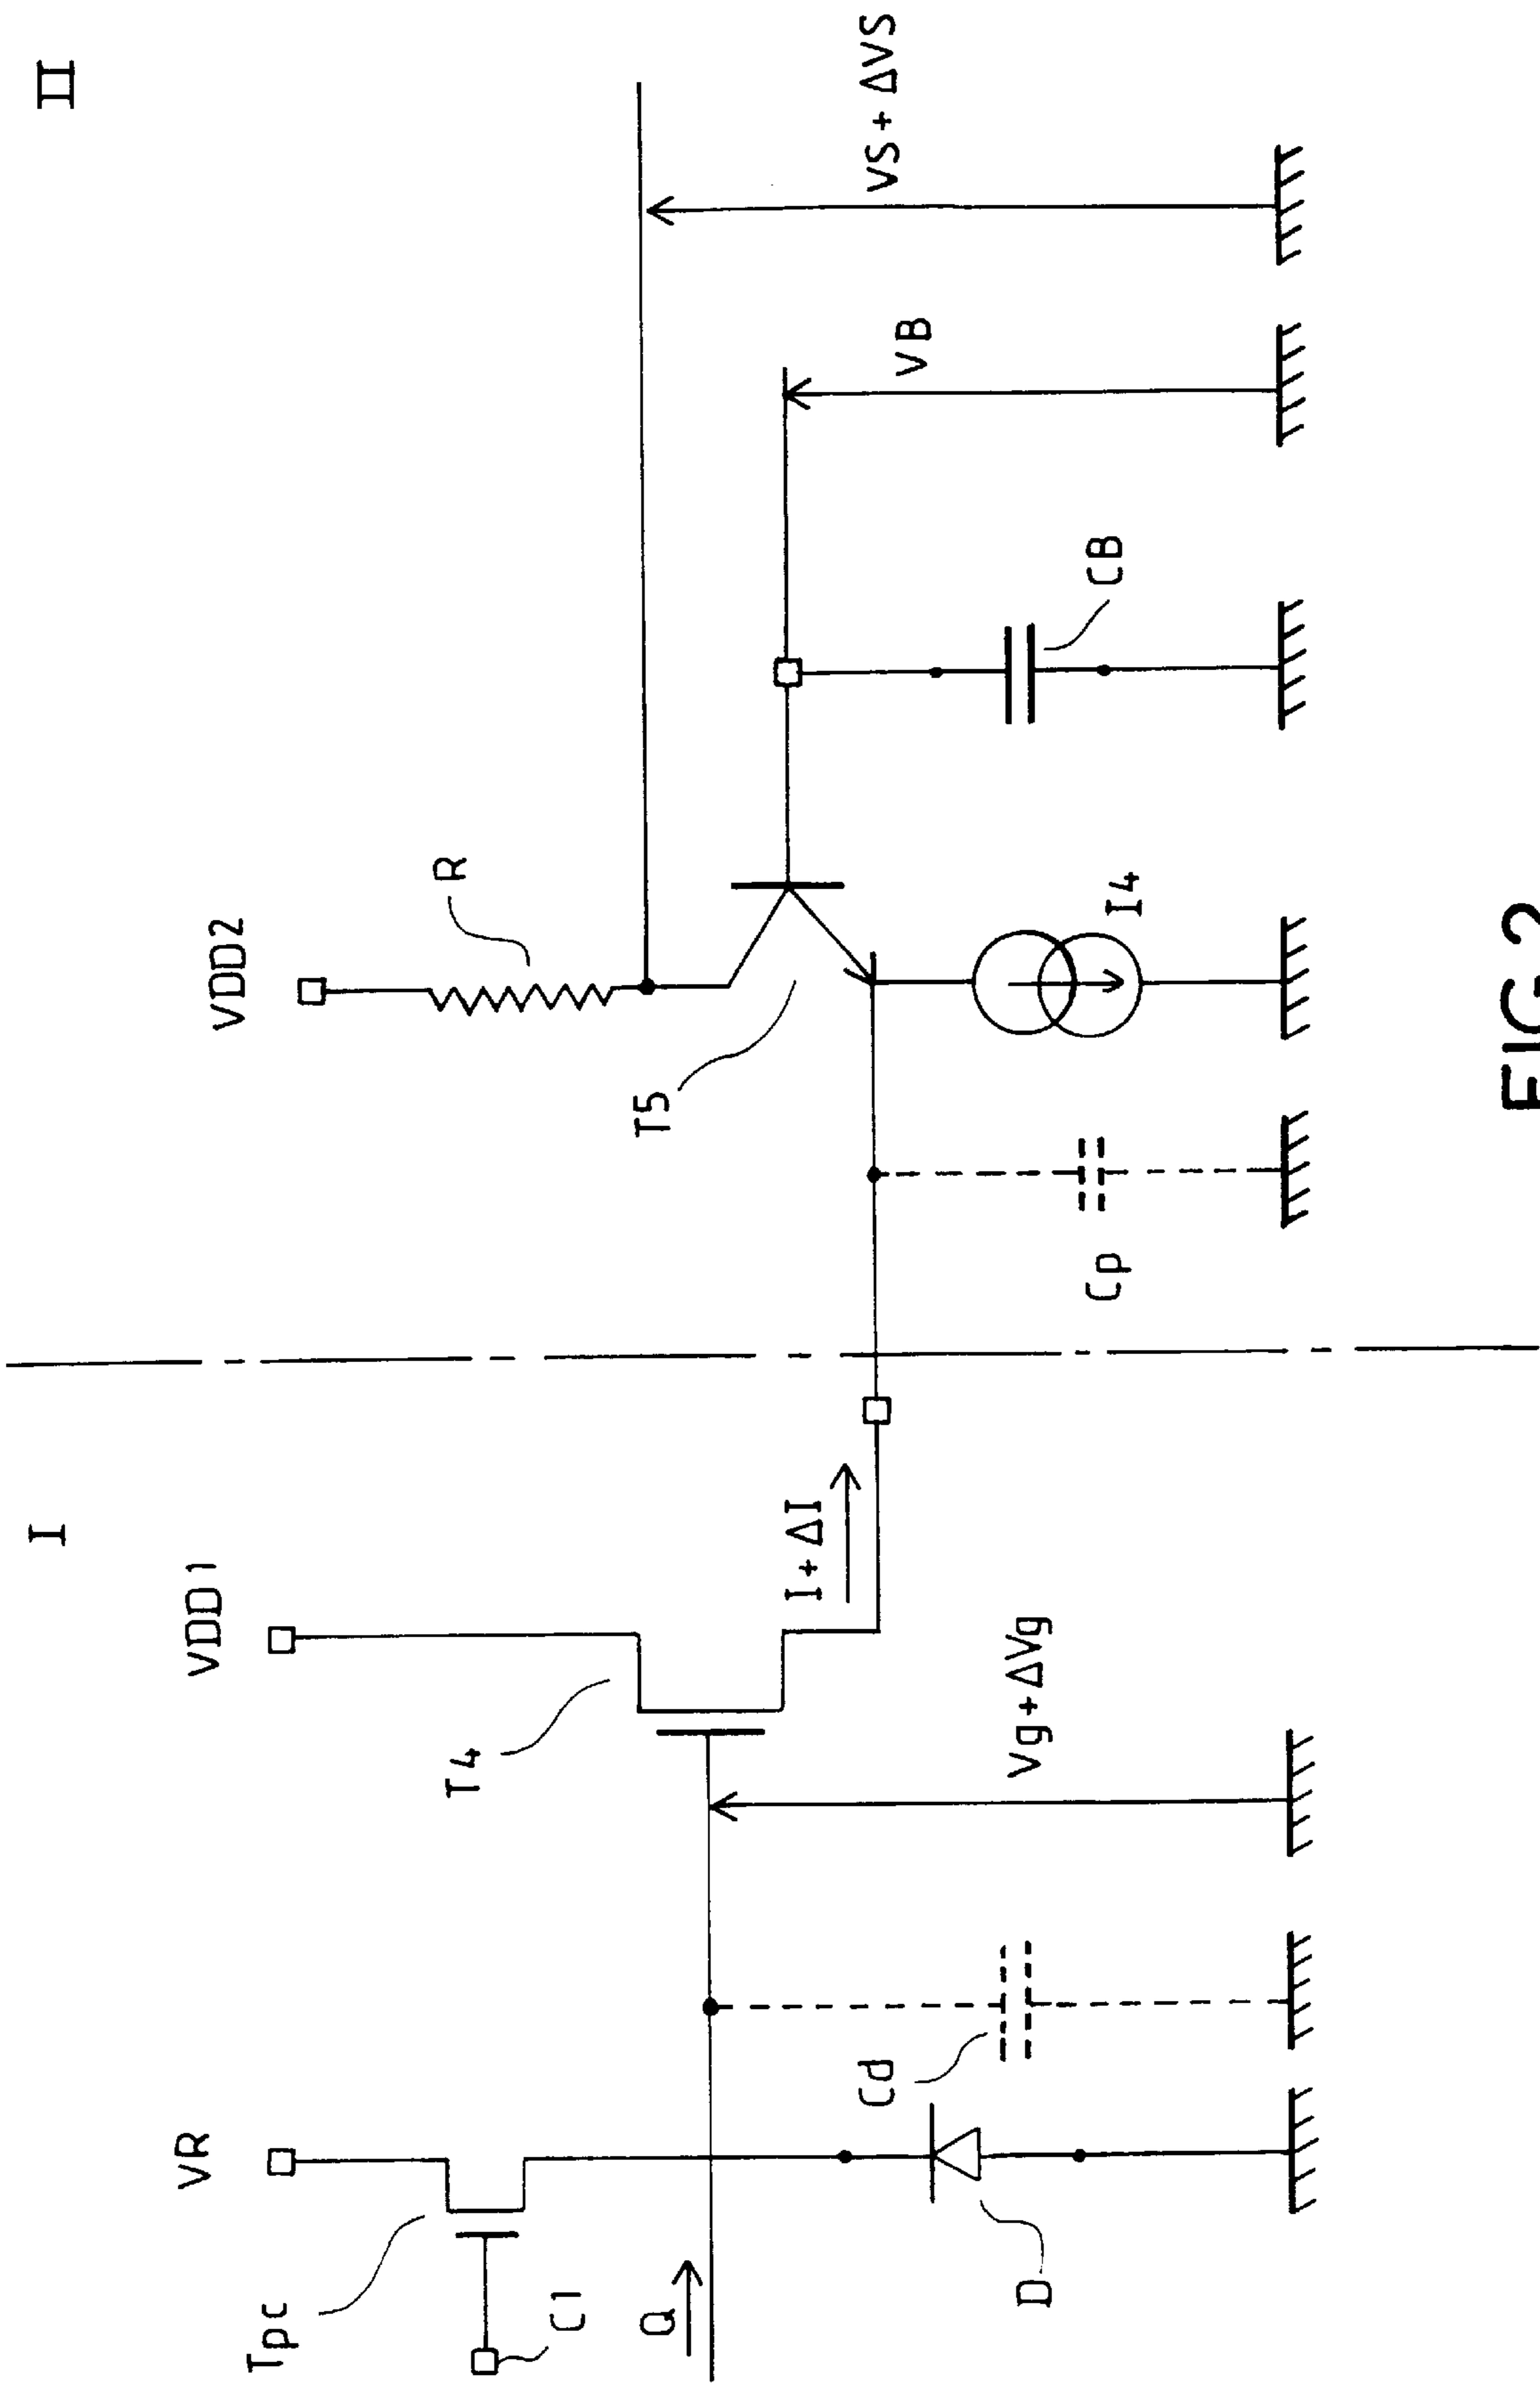 I
II
VR
VDD1
VDD2
Tpc
C1
T4
R
Q
I+ΔI
T5
VS+ΔVS
VB
Cd
D
Vg+ΔVg
Cp
I4
CB